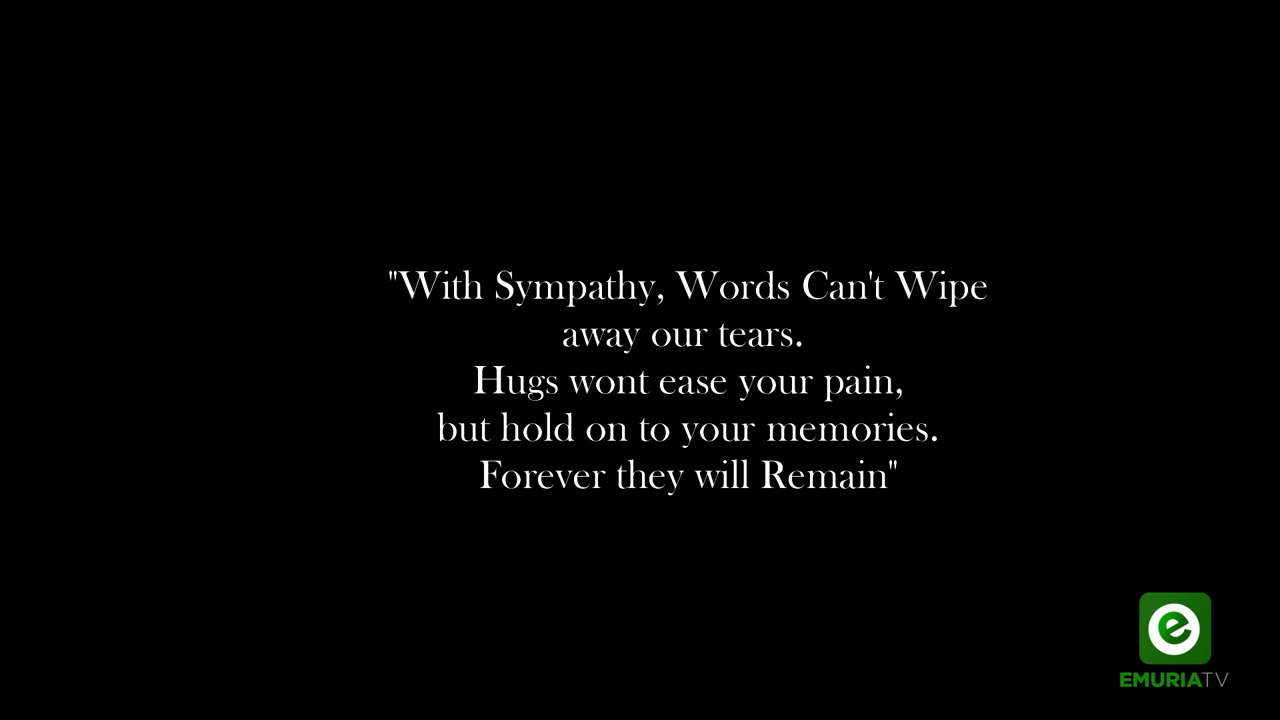 "With Sympathy, Words Can't Wipe
away our tears.
Hugs wont ease your pain,
but hold on to your memories.
Forever they will Remain"
e
EMURIATV